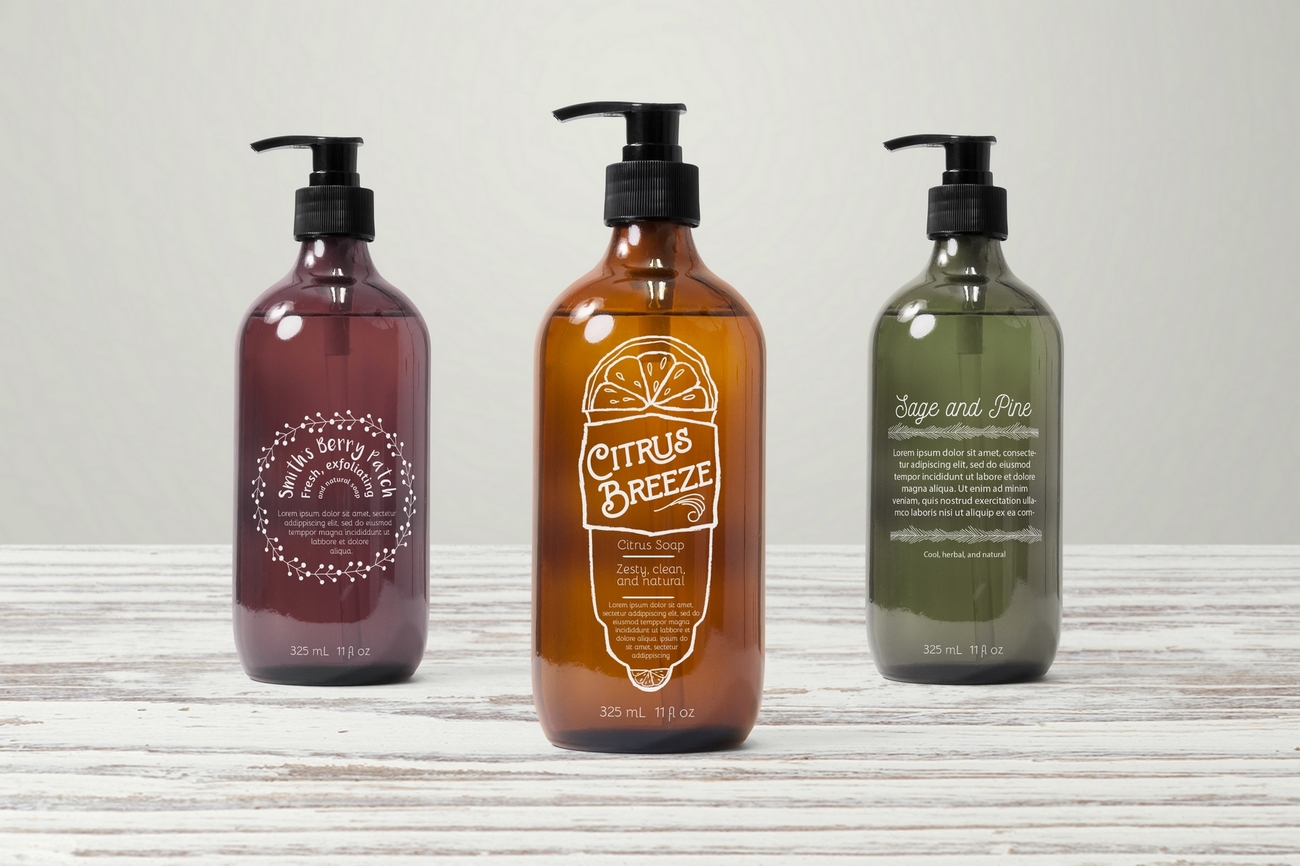 Smiths Berry Patch
Fresh, exfoliating
and natural soap
Lorem ipsum dolor sit amet, sectetur
addippiscing elit, sed do eiusmod
temppor magna incididdunt ut
labbore et dolore
aliqua.
325 mL 11 fl oz
CITRUS
BREEZE
Citrus Soap
Zesty, clean,
and natural
Lorem ipsum dolor sit amet,
sectetur addippiscing elit, sed do
eiusmod temppor magna
incididdunt ut labbore et
dolore aliqua. ipsum do
sit amet, sectetur
addippiscing
325 mL 11 fl oz
Sage and Pine
Lorem ipsum dolor sit amet, consecte-
tur adipiscing elit, sed do eiusmod
tempor incididunt ut labore et dolore
magna aliqua. Ut enim ad minim
veniam, quis nostrud exercitation ulla-
mco laboris nisi ut aliquip ex ea com-
Cool, herbal, and natural
325 mL 11 fl oz